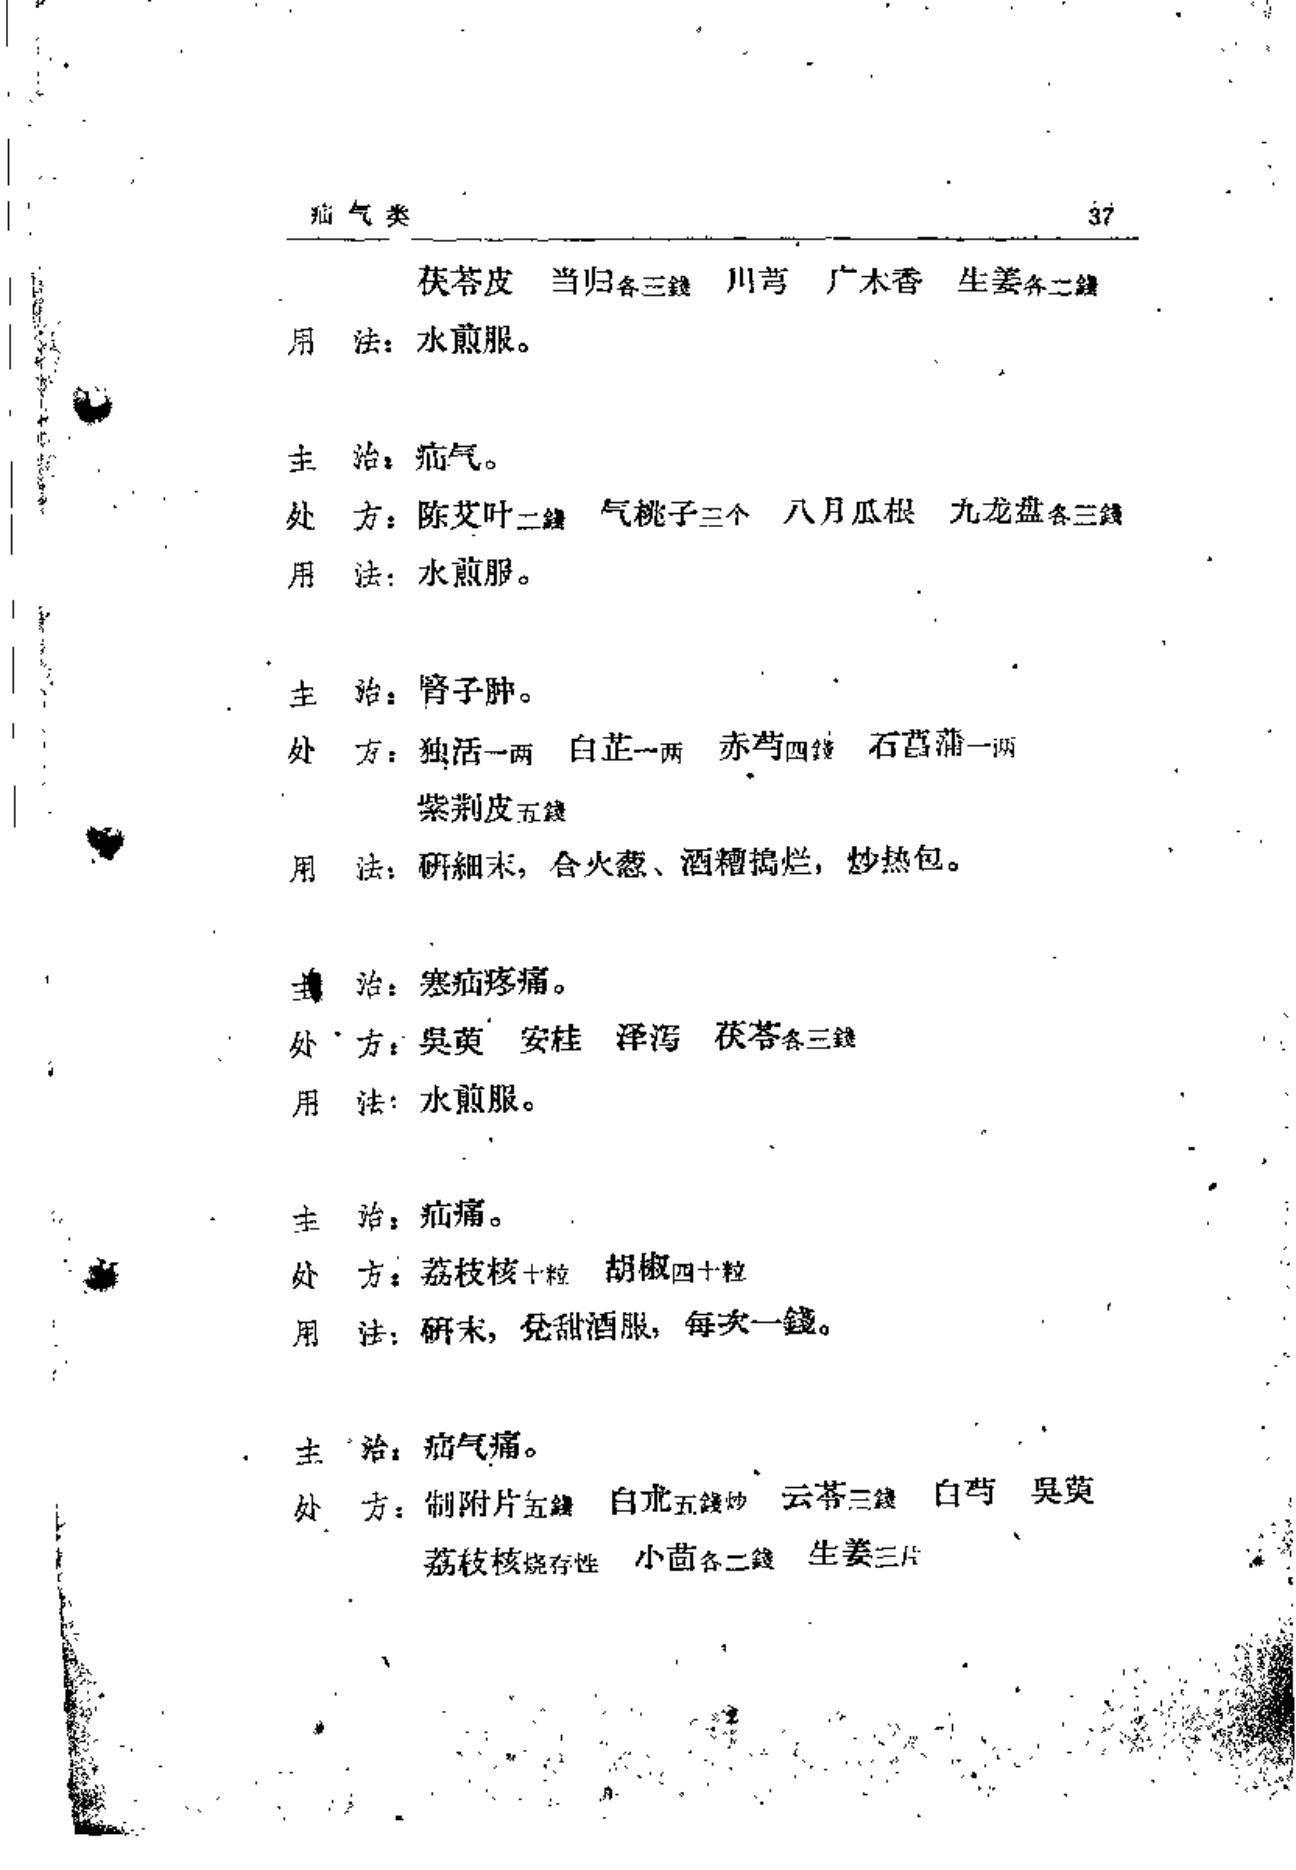 疝气类 37
茯苓皮 当归各三錢 川芎 广木香 生姜各二錢
用 法：水煎服。
主 治：疝气。
处 方：陈艾叶二錢 气桃子三个 八月瓜根 九龙盘各三錢
用 法：水煎服。
主 治：肾子肿。
处 方：独活一两 白芷一两 赤芍四錢 石菖蒲一两
紫荆皮五錢
用 法：研細末，合火葱、酒糟搗烂，炒热包。
主 治：寒疝疼痛。
处 方：吳萸 安桂 泽泻 茯苓各三錢
用 法：水煎服。
主 治：疝痛。
处 方：荔枝核十粒 胡椒四十粒
用 法：研末，兌甜酒服，每次一錢。
主 治：疝气痛。
处 方：制附片五錢 白朮五錢炒 云苓三錢 白芍 吳萸
荔枝核烧存性 小茴各二錢 生姜三片